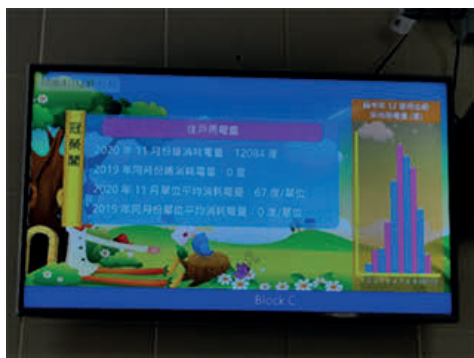 冠榮閣
住戶用電量
2020 年 11 月份總消耗電量 : 12084 度
2019 年同月份總消耗電量 : 0 度
2020 年 11 月單位平均消耗電量 : 67 度/單位
2019 年同月份單位平均消耗電量 : 0 度/單位
Block C